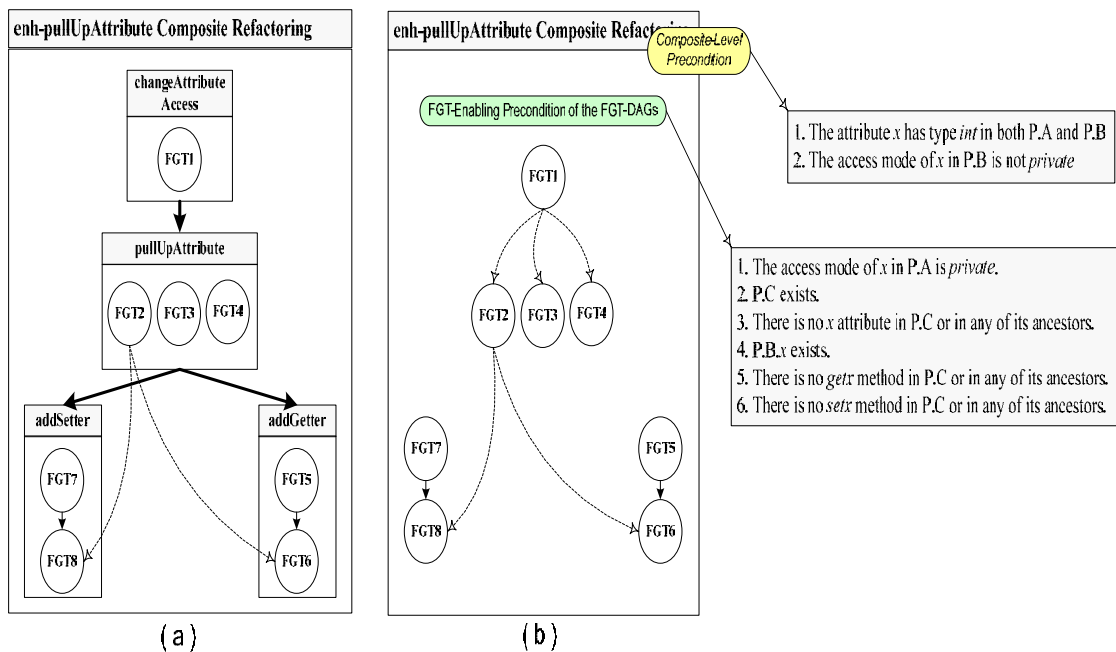 enh-pullUpAttribute Composite Refactoring
changeAttribute
Access
FGT1
pullUpAttribute
FGT2
FGT3
FGT4
addSetter
addGetter
FGT7
FGT5
FGT8
FGT6
(a)
enh-pullUpAttribute Composite Refactoring
Composite-Level
Precondition
FGT-Enabling Precondition of the FGT-DAGs
1. The attribute x has type int in both P.A and P.B
2. The access mode of x in P.B is not private
FGT1
FGT2
FGT3
FGT4
1. The access mode of x in P.A is private.
2. P.C exists.
3. There is no x attribute in P.C or in any of its ancestors.
4. P.B.x exists.
5. There is no getx method in P.C or in any of its ancestors.
6. There is no setx method in P.C or in any of its ancestors.
FGT7
FGT5
FGT8
FGT6
(b)